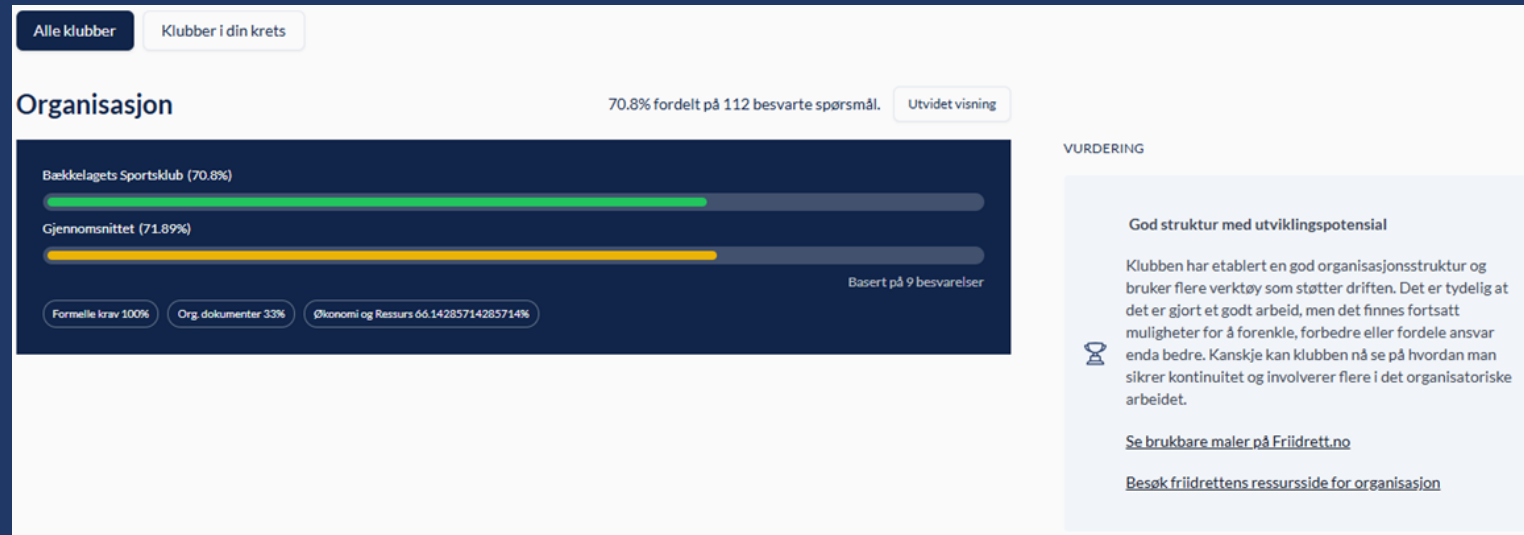 Alle klubber
Klubber i din krets
Organisasjon
70.8% fordelt på 112 besvarte spørsmål.
Utvidet visning
Bækkelagets Sportsklub (70.8%)
Gjennomsnittet (71.89%)
Basert på 9 besvarelser
Formelle krav 100%
Org. dokumenter 33%
Økonomi og Ressurs 66.14285714285714%
VURDERING
God struktur med utviklingspotensial
Klubben har etablert en god organisasjonsstruktur og
bruker flere verktøy som støtter driften. Det er tydelig at
det er gjort et godt arbeid, men det finnes fortsatt
muligheter for å forenkle, forbedre eller fordele ansvar
enda bedre. Kanskje kan klubben nå se på hvordan man
sikrer kontinuitet og involverer flere i det organisatoriske
arbeidet.
Se brukbare maler på Friidrett.no
Besøk friidrettens ressursside for organisasjon